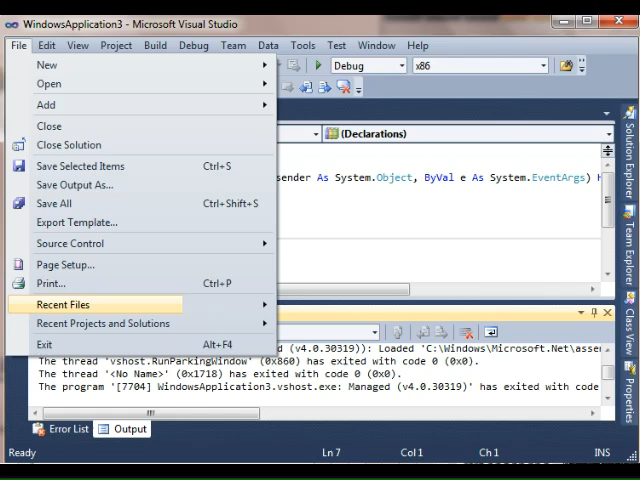 WindowsApplication3 - Microsoft Visual Studio
File Edit View Project Build Debug Team Data Tools Test Window Help
New
Debug x86
Open
Add
Close
(Declarations)
Close Solution
Save Selected Items Ctrl+S
sender As System.Object, ByVal e As System.EventArgs) H
Save Output As...
Save All Ctrl+Shift+S
Export Template...
Source Control
Page Setup...
Print... Ctrl+P
Recent Files
Recent Projects and Solutions
Exit Alt+F4
ed (v4.0.30319)): Loaded 'C:\Windows\Microsoft.Net\asse
The thread 'vshost.RunParkingWindow' (0x860) has exited with code 0 (0x0).
The thread '<No Name>' (0x1718) has exited with code 0 (0x0).
The program '[7704] WindowsApplication3.vshost.exe: Managed (v4.0.30319)' has exited with code
Error List Output
Ready Ln 7 Col 1 Ch 1 INS
Solution Explorer
Team Explorer
Class View
Properties